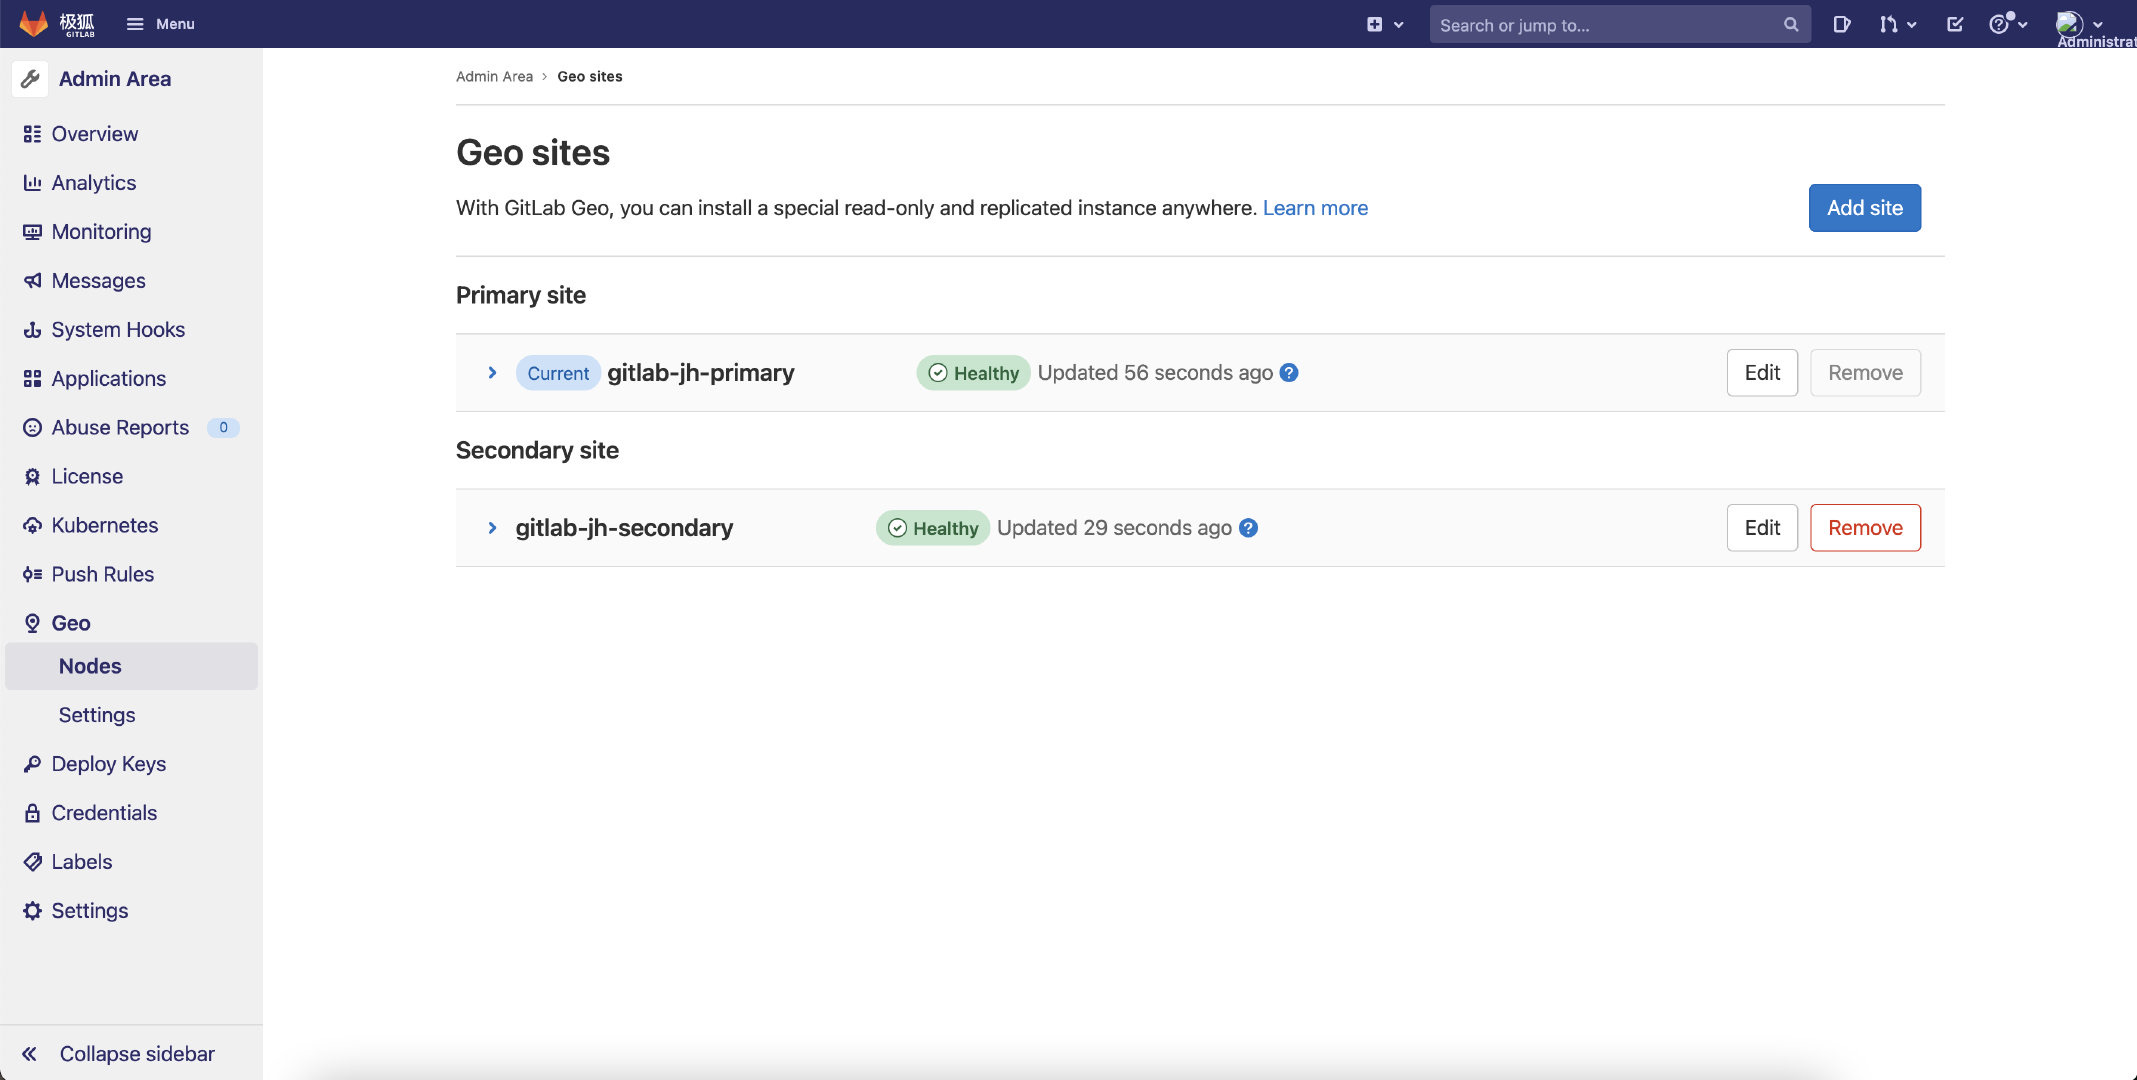 极狐
GITLAB
Menu
Search or jump to...
Administrat
Admin Area
Overview
Analytics
Monitoring
Messages
System Hooks
Applications
Abuse Reports 0
License
Kubernetes
Push Rules
Geo
Nodes
Settings
Deploy Keys
Credentials
Labels
Settings
Collapse sidebar
Admin Area > Geo sites
Geo sites
With GitLab Geo, you can install a special read-only and replicated instance anywhere. Learn more
Add site
Primary site
Current gitlab-jh-primary Healthy Updated 56 seconds ago ? Edit Remove
Secondary site
gitlab-jh-secondary Healthy Updated 29 seconds ago ? Edit Remove